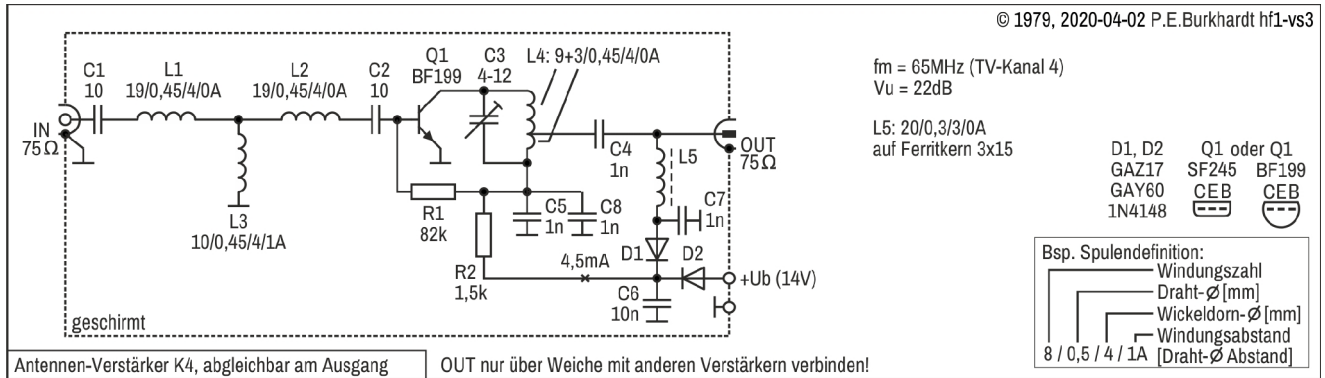 © 1979, 2020-04-02 P.E.Burkhardt hf1-vs3
C1
10
L1
19/0,45/4/0A
L2
19/0,45/4/0A
C2
10
Q1
BF199
C3
4-12
L4: 9+3/0,45/4/0A
IN
75Ω
L3
10/0,45/4/1A
R1
82k
R2
1,5k
C5
1n
C8
1n
C4
1n
L5
C7
1n
OUT
75Ω
4,5mA
D1
D2
C6
10n
+Ub (14V)
geschirmt
fm = 65MHz (TV-Kanal 4)
Vu = 22dB
L5: 20/0,3/3/0A
auf Ferritkern 3x15
D1, D2
GAZ17
GAY60
1N4148
Q1 oder Q1
SF245 BF199
CEB CEB
Bsp. Spulendefinition:
Windungszahl
Draht-Ø[mm]
Wickeldorn-Ø[mm]
Windungsabstand
8 / 0,5 / 4 / 1A [Draht-Ø Abstand]
Antennen-Verstärker K4, abgleichbar am Ausgang
OUT nur über Weiche mit anderen Verstärkern verbinden!